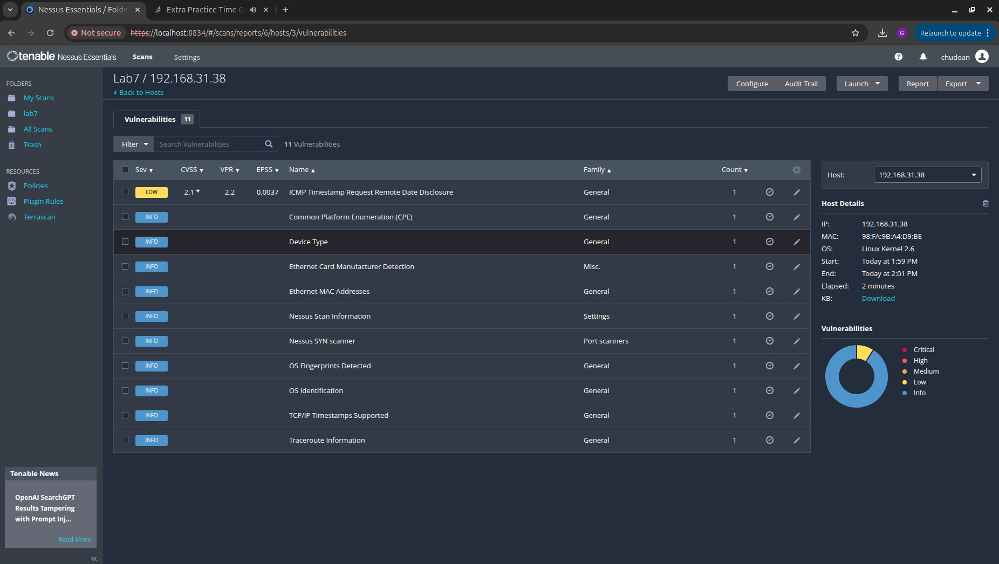 Nessus Essentials / Folde
Extra Practice Time G
Not secure
https://localhost:8834/#/scans/reports/6/hosts/3/vulnerabilities
G
Relaunch to update
tenable Nessus Essentials
Scans
Settings
?
chudoan
FOLDERS
My Scans
lab7
All Scans
Trash
RESOURCES
Policies
Plugin Rules
Terrascan
Tenable News
OpenAI SearchGPT
Results Tampering
with Prompt Inj...
Read More
Lab7 / 192.168.31.38
Back to Hosts
Configure
Audit Trail
Launch
Report
Export
Vulnerabilities 11
Filter
Search Vulnerabilities
11 Vulnerabilities
Sev CVSS VPR EPSS Name Family Count
LOW 2.1 * 2.2 0.0037 ICMP Timestamp Request Remote Date Disclosure General 1
INFO Common Platform Enumeration (CPE) General 1
INFO Device Type General 1
INFO Ethernet Card Manufacturer Detection Misc. 1
INFO Ethernet MAC Addresses General 1
INFO Nessus Scan Information Settings 1
INFO Nessus SYN scanner Port scanners 1
INFO OS Fingerprints Detected General 1
INFO OS Identification General 1
INFO TCP/IP Timestamps Supported General 1
INFO Traceroute Information General 1
Host: 192.168.31.38
Host Details
IP: 192.168.31.38
MAC: 98:FA:9B:A4:D9:BE
OS: Linux Kernel 2.6
Start: Today at 1:59 PM
End: Today at 2:01 PM
Elapsed: 2 minutes
KB: Download
Vulnerabilities
Critical
High
Medium
Low
Info